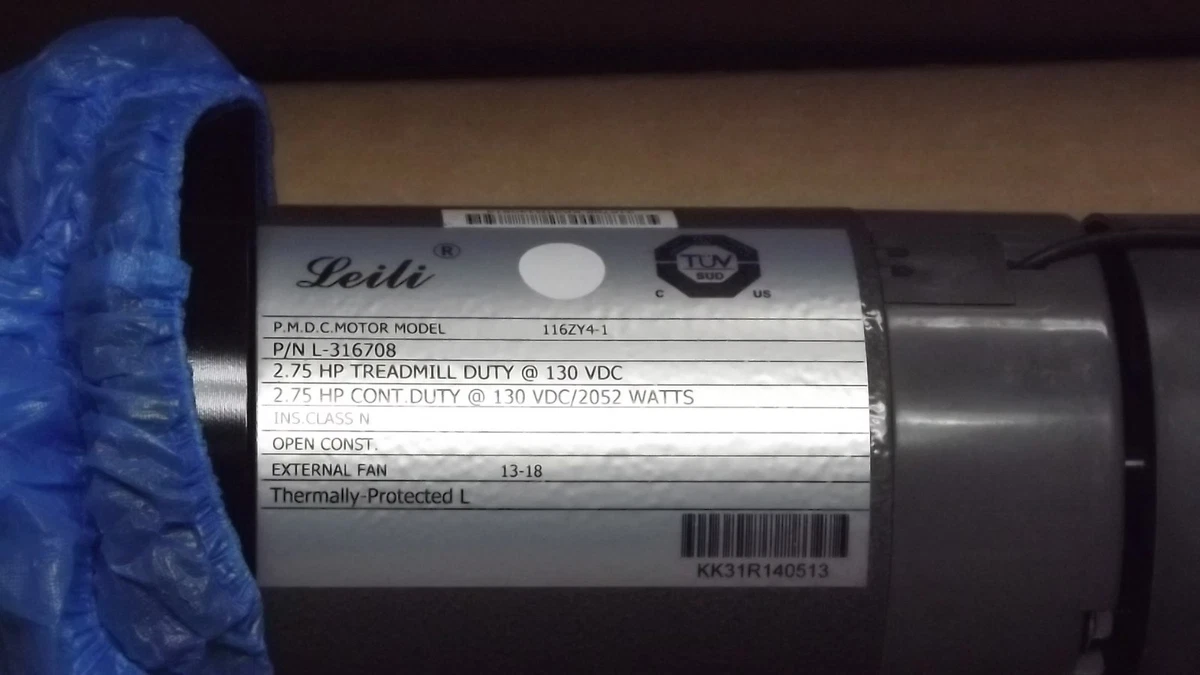 Leili ®
TÜV
SÜD
C US
P.M.D.C.MOTOR MODEL 116ZY4-1
P/N L-316708
2.75 HP TREADMILL DUTY @ 130 VDC
2.75 HP CONT.DUTY @ 130 VDC/2052 WATTS
INS.CLASS N
OPEN CONST.
EXTERNAL FAN 13-18
Thermally-Protected L
KK31R140513